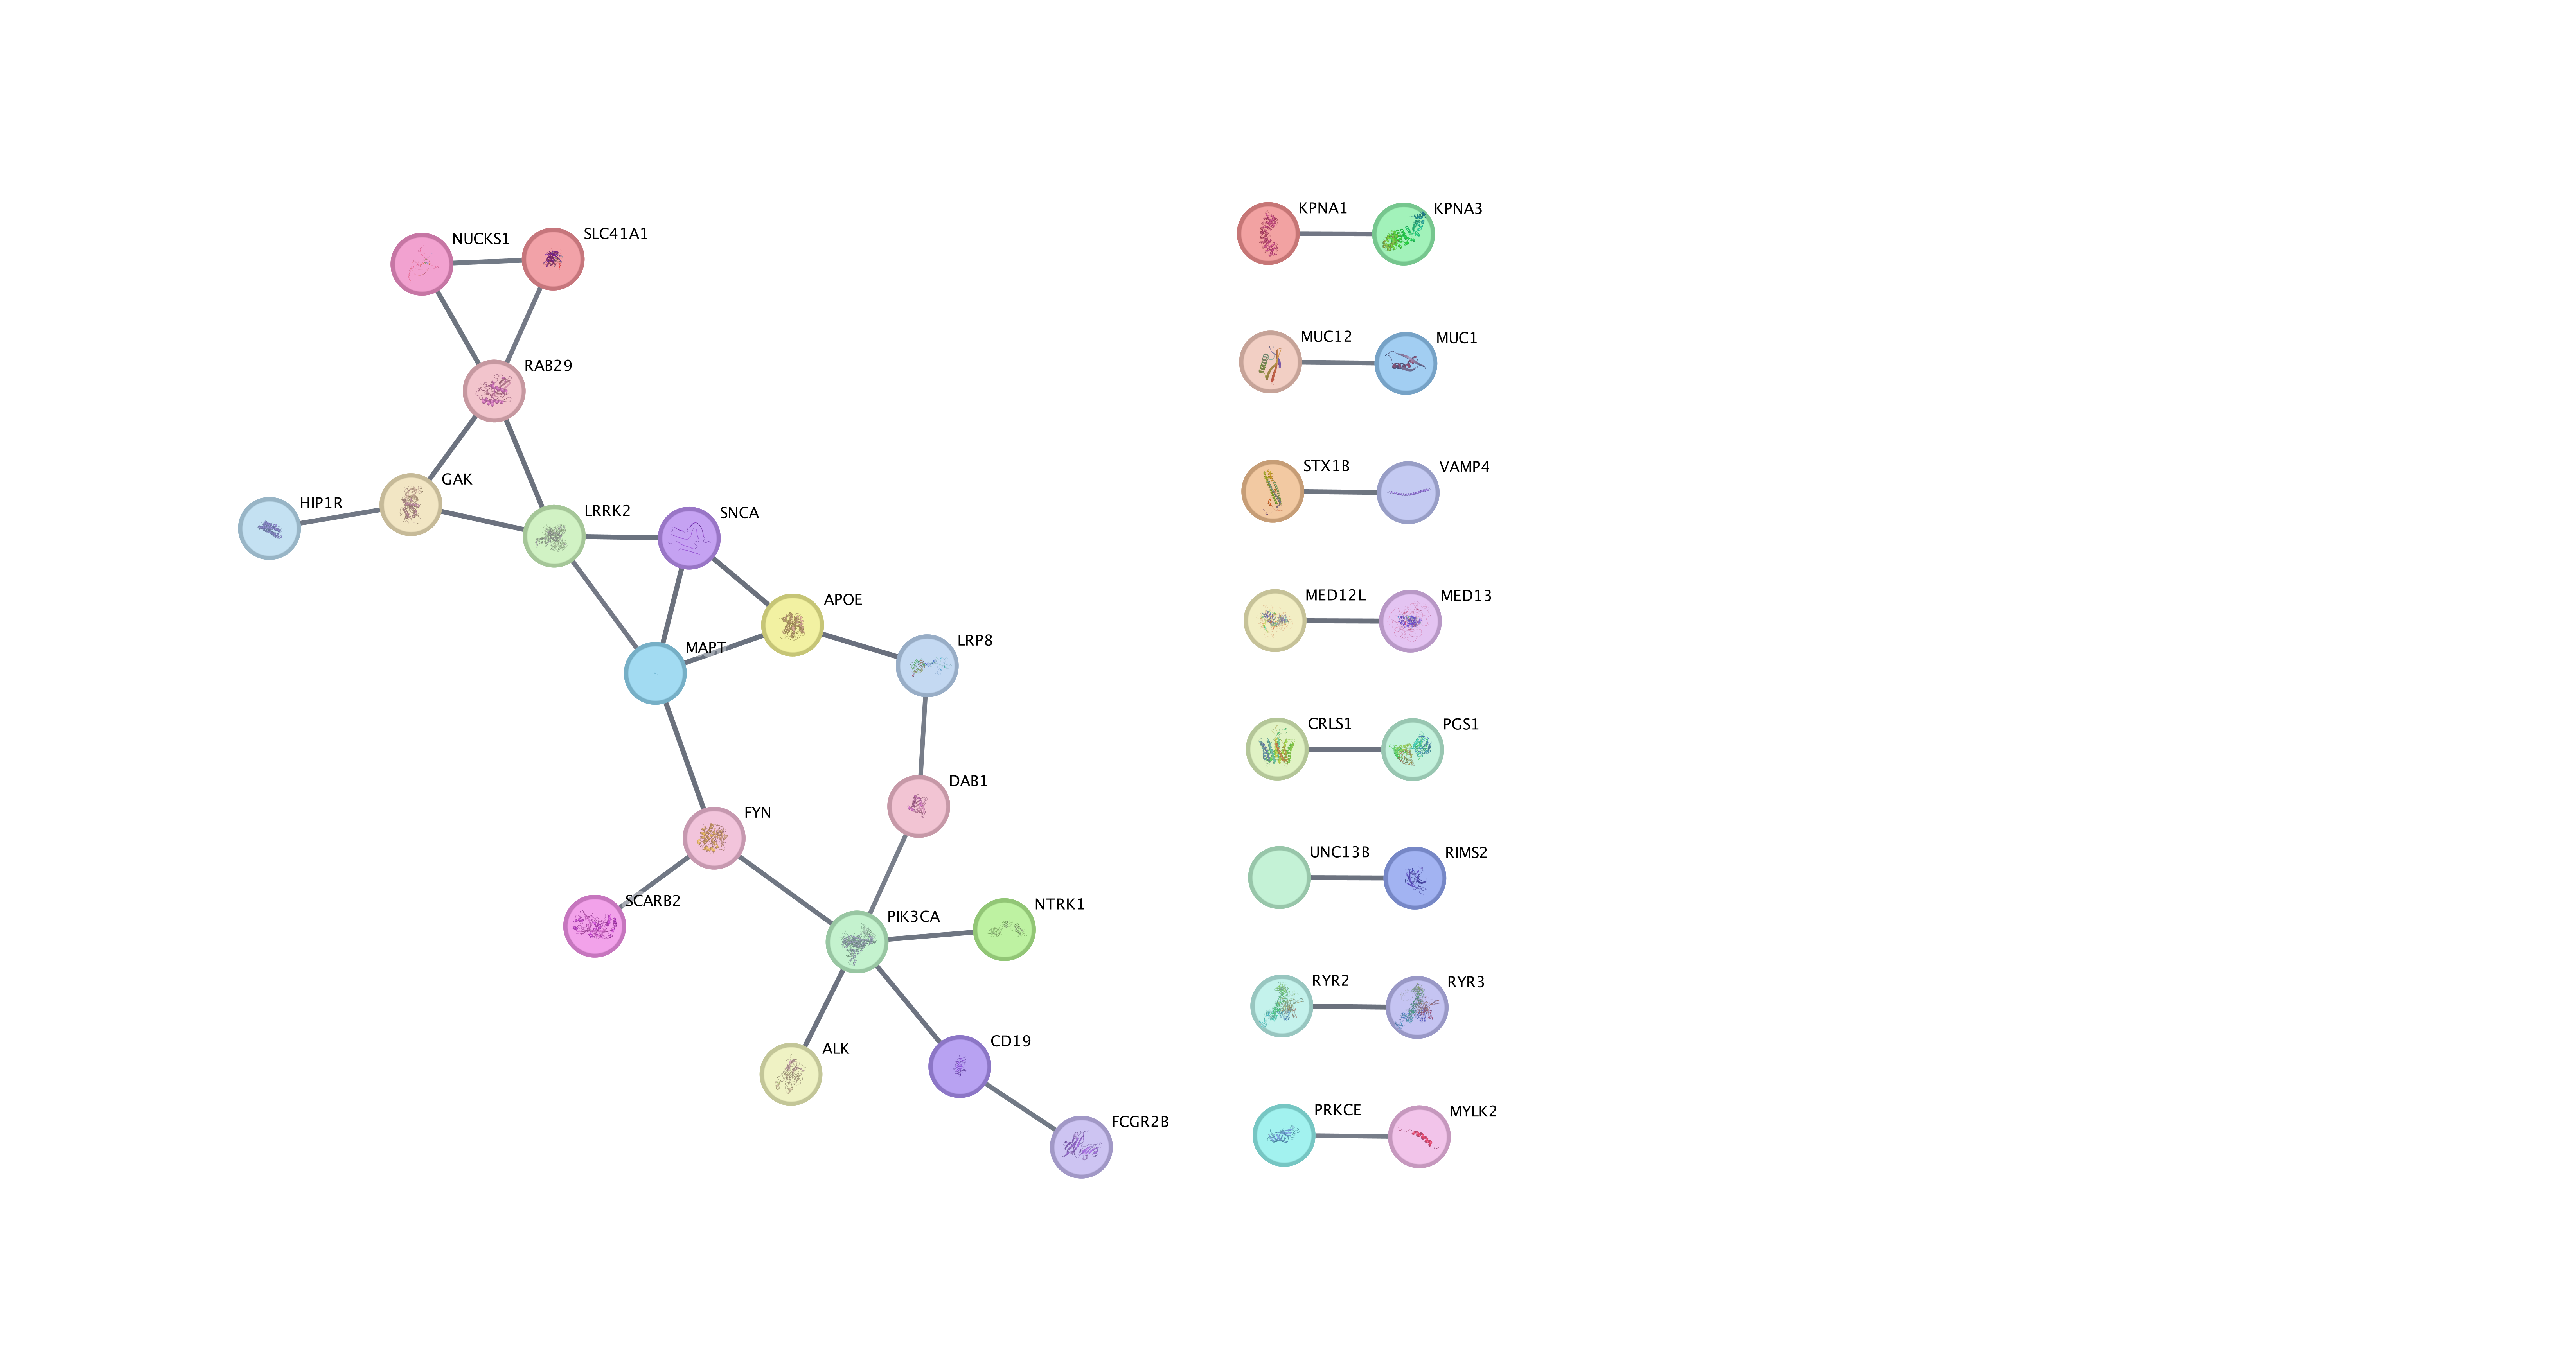 NUCKS1
SLC41A1
RAB29
GAK
HIP1R
LRRK2
SNCA
APOE
MAPT
LRP8
DAB1
FYN
SCARB2
PIK3CA
NTRK1
ALK
CD19
FCGR2B
KPNA1
KPNA3
MUC12
MUC1
STX1B
VAMP4
MED12L
MED13
CRLS1
PGS1
UNC13B
RIMS2
RYR2
RYR3
PRKCE
MYLK2